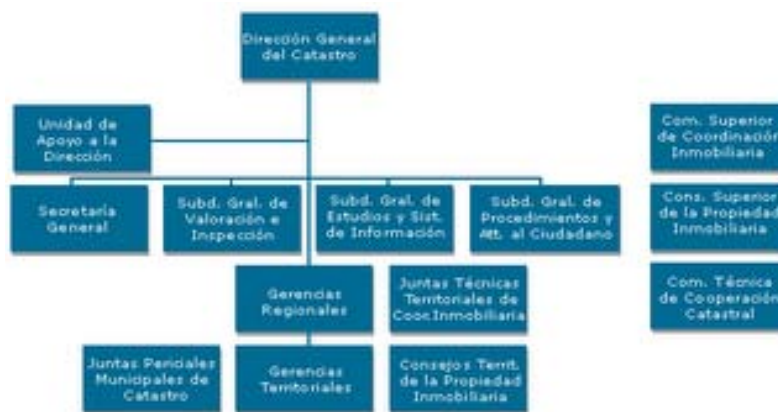 Dirección General
del Catastro
Unidad de
Apoyo a la
Dirección
Com. Superior
de Coordinación
Inmobiliaria
Secretaría
General
Subd. Gral. de
Valoración e
Inspección
Subd. Gral. de
Estudios y Sist.
de Información
Subd. Gral. de
Procedimientos y
Att. al Ciudadano
Cons. Superior
de la Propiedad
Inmobiliaria
Gerencias
Regionales
Juntas Técnicas
Territoriales de
Coor.Inmobiliaria
Com. Técnica
de Cooperación
Catastral
Juntas Periciales
Municipales de
Catastro
Gerencias
Territoriales
Consejos Territ.
de la Propiedad
Inmobiliaria